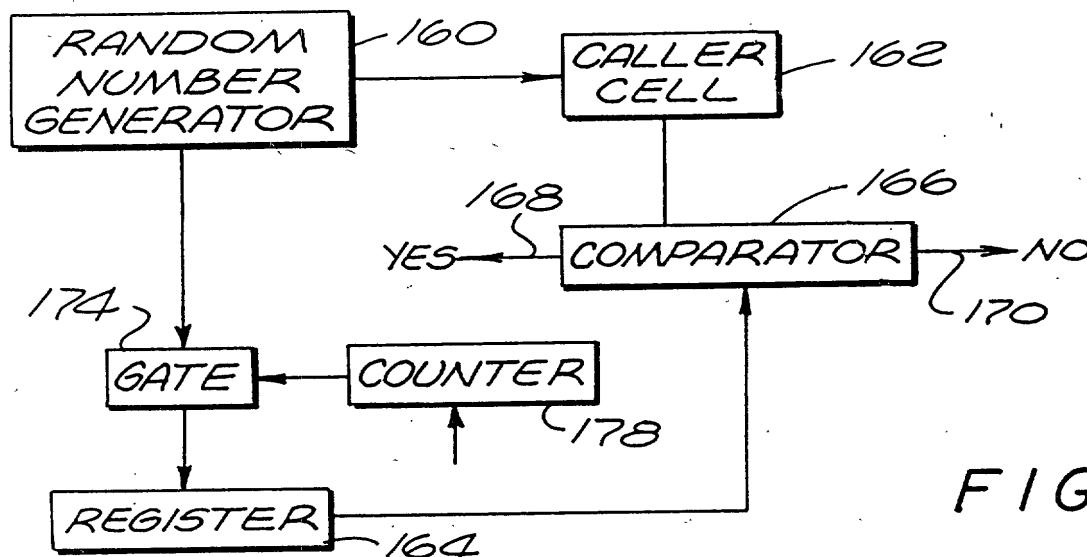 RANDOM
NUMBER
GENERATOR
160
CALLER
CELL
162
166
168
YES
COMPARATOR
NO
170
174
GATE
COUNTER
178
REGISTER
164
FIG